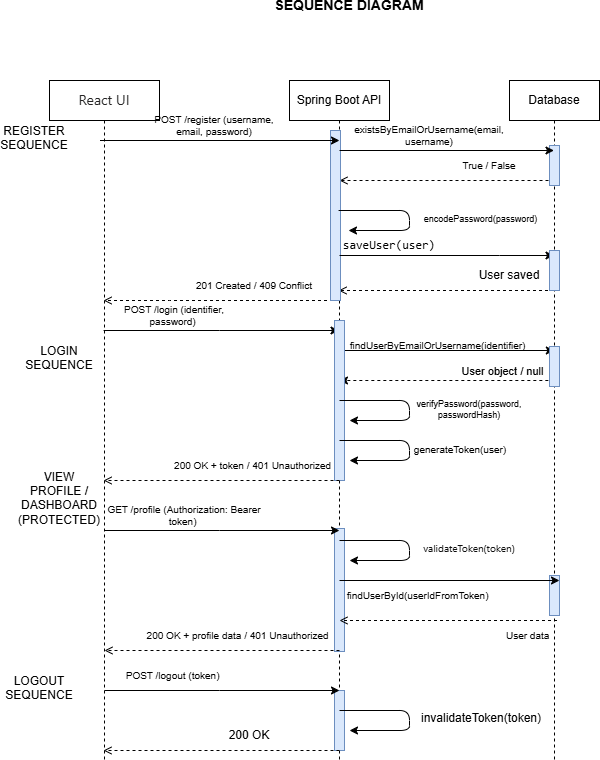 SEQUENCE DIAGRAM
React UI
Spring Boot API
Database
REGISTER
SEQUENCE
POST /register (username,
email, password)
existsByEmailOrUsername(email,
username)
True / False
encodePassword(password)
saveUser(user)
User saved
201 Created / 409 Conflict
LOGIN
SEQUENCE
POST /login (identifier,
password)
findUserByEmailOrUsername(identifier)
User object / null
verifyPassword(password,
passwordHash)
generateToken(user)
200 OK + token / 401 Unauthorized
VIEW
PROFILE /
DASHBOARD
(PROTECTED)
GET /profile (Authorization: Bearer
token)
validateToken(token)
findUserById(userIdFromToken)
User data
200 OK + profile data / 401 Unauthorized
LOGOUT
SEQUENCE
POST /logout (token)
invalidateToken(token)
200 OK